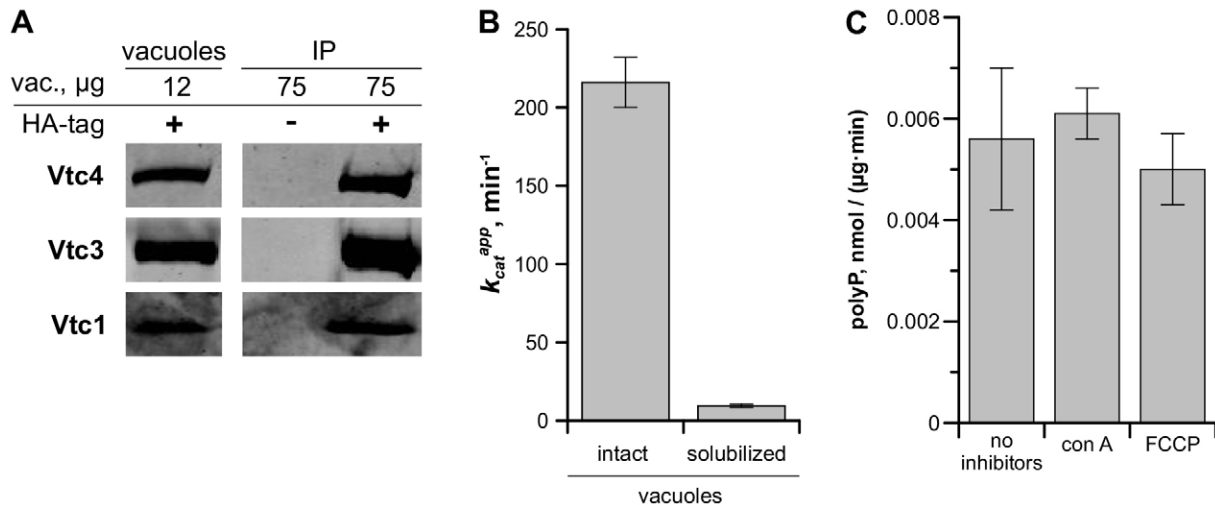 A
vacuoles IP
vac., µg 12 75 75
HA-tag + - +
Vtc4
Vtc3
Vtc1
B
k_cat^app, min⁻¹
250
200
150
100
50
0
intact solubilized
vacuoles
C
polyP, nmol / (µg·min)
0.008
0.006
0.004
0.002
0
no inhibitors con A FCCP